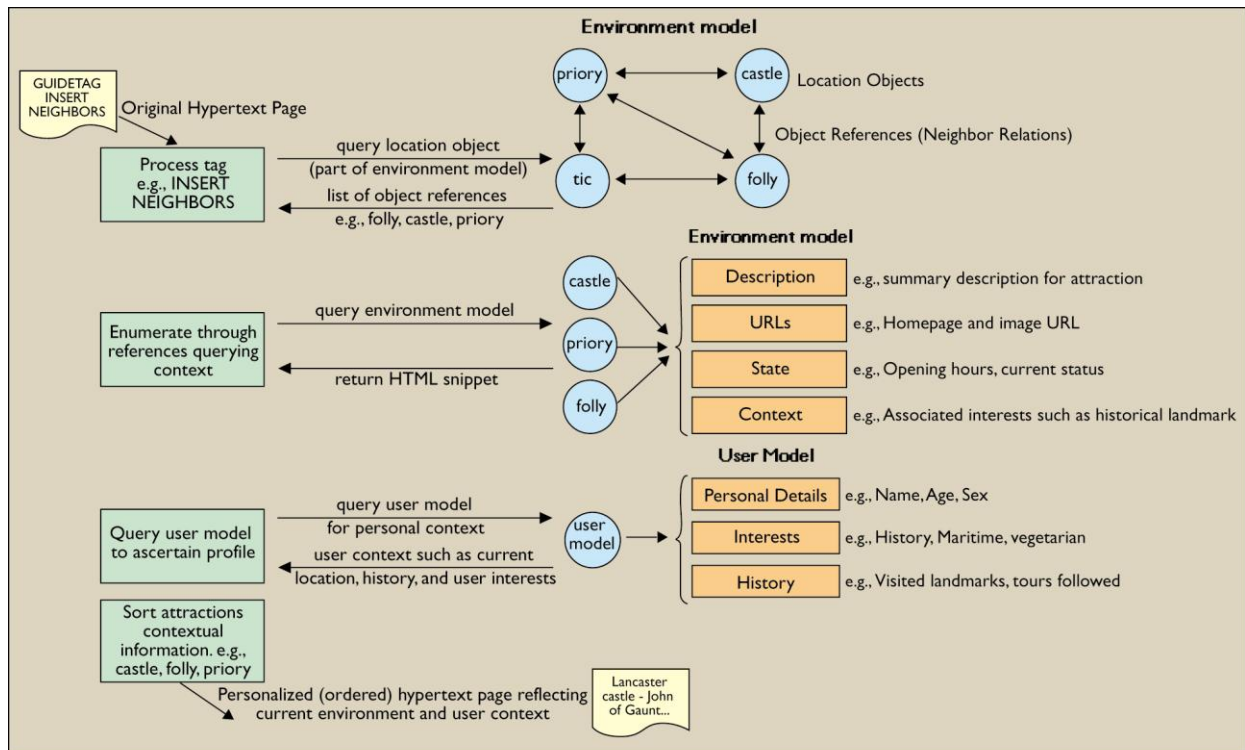 Environment model
GUIDETAG
INSERT
NEIGHBORS
Original Hypertext Page
priory
castle
Location Objects
Object References (Neighbor Relations)
Process tag
e.g., INSERT
NEIGHBORS
query location object
(part of environment model)
list of object references
e.g., folly, castle, priory
tic
folly
Environment model
castle
priory
folly
Description
e.g., summary description for attraction
URLs
e.g., Homepage and image URL
State
e.g., Opening hours, current status
Context
e.g., Associated interests such as historical landmark
Enumerate through
references querying
context
query environment model
return HTML snippet
User Model
Query user model
to ascertain profile
query user model
for personal context
user context such as current
location, history, and user interests
user
model
Personal Details
e.g., Name, Age, Sex
Interests
e.g., History, Maritime, vegetarian
History
e.g., Visited landmarks, tours followed
Sort attractions
contextual
information. e.g.,
castle, folly, priory
Personalized (ordered) hypertext page reflecting
current environment and user context
Lancaster
castle - John
of Gaunt...